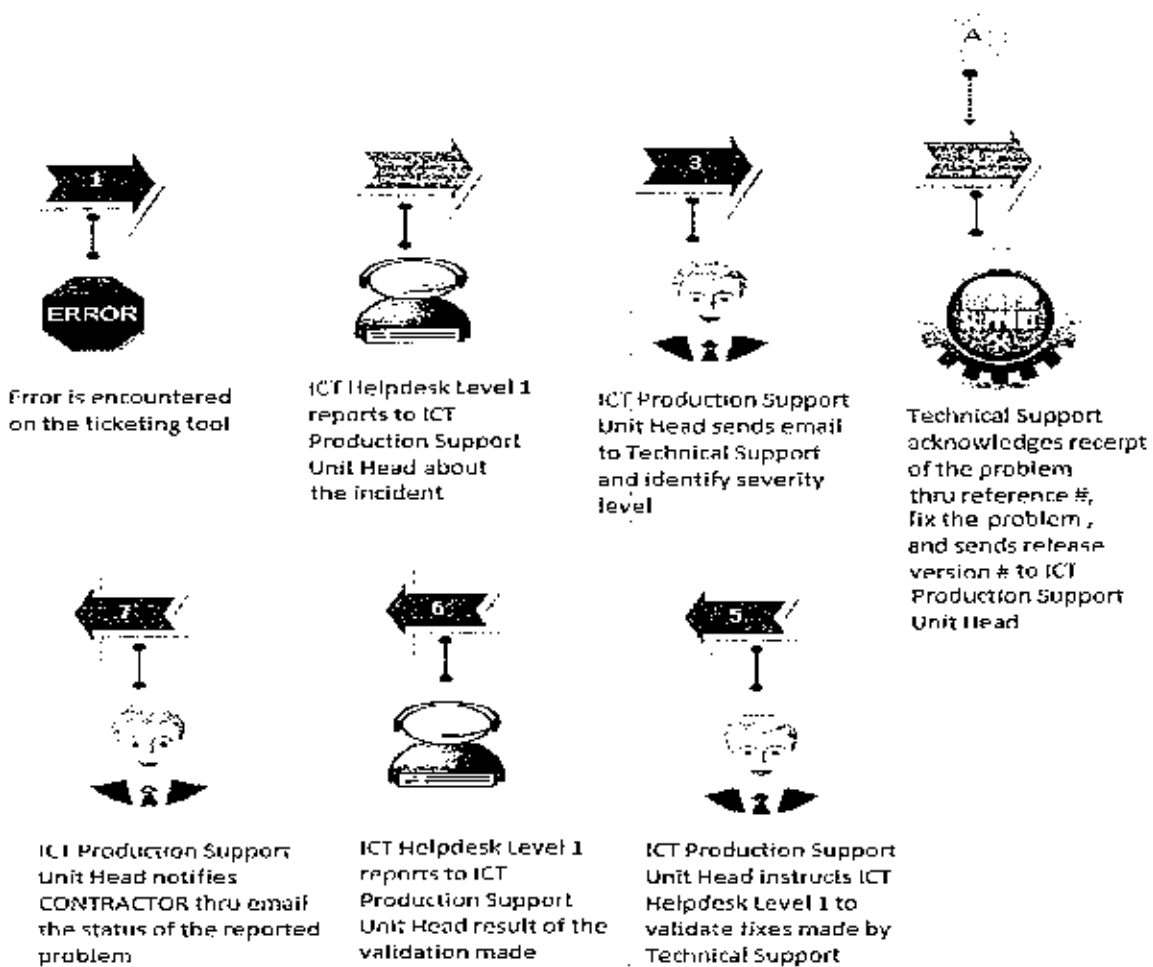 A
1
3
ERROR
Error is encountered
on the ticketing tool
ICT Helpdesk Level 1
reports to ICT
Production Support
Unit Head about
the incident
ICT Production Support
Unit Head sends email
to Technical Support
and identify severity
level
Technical Support
acknowledges receipt
of the problem
thru reference #,
fix the problem ,
and sends release
version # to ICT
Production Support
Unit Head
7
6
5
ICT Production Support
Unit Head notifies
CONTRACTOR thru email
the status of the reported
problem
ICT Helpdesk Level 1
reports to ICT
Production Support
Unit Head result of the
validation made
ICT Production Support
Unit Head instructs ICT
Helpdesk Level 1 to
validate fixes made by
Technical Support